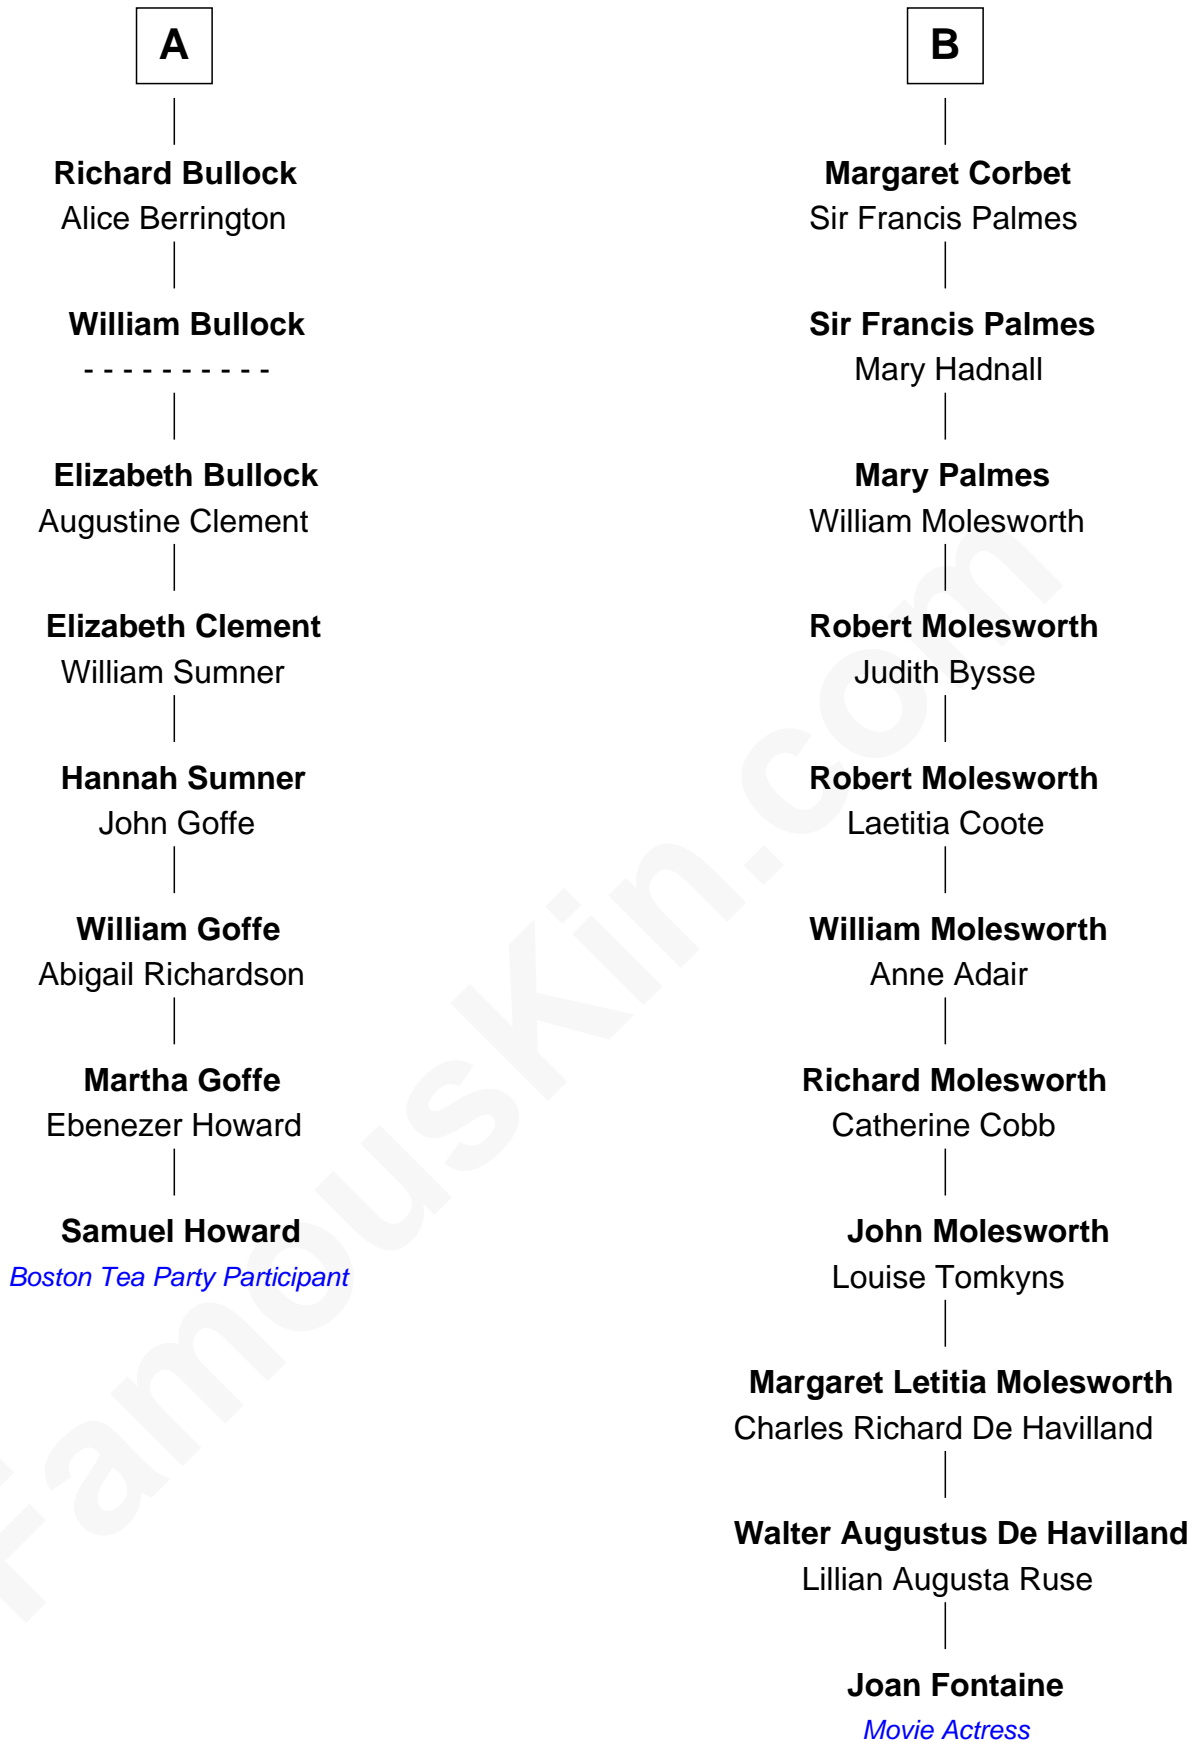 A
Richard Bullock
Alice Berrington
William Bullock
- - - - - - - - - -
Elizabeth Bullock
Augustine Clement
Elizabeth Clement
William Sumner
Hannah Sumner
John Goffe
William Goffe
Abigail Richardson
Martha Goffe
Ebenezer Howard
Samuel Howard
Boston Tea Party Participant
B
Margaret Corbet
Sir Francis Palmes
Sir Francis Palmes
Mary Hadnall
Mary Palmes
William Molesworth
Robert Molesworth
Judith Bysse
Robert Molesworth
Laetitia Coote
William Molesworth
Anne Adair
Richard Molesworth
Catherine Cobb
John Molesworth
Louise Tomkyns
Margaret Letitia Molesworth
Charles Richard De Havilland
Walter Augustus De Havilland
Lillian Augusta Ruse
Joan Fontaine
Movie Actress
FamousKin.com